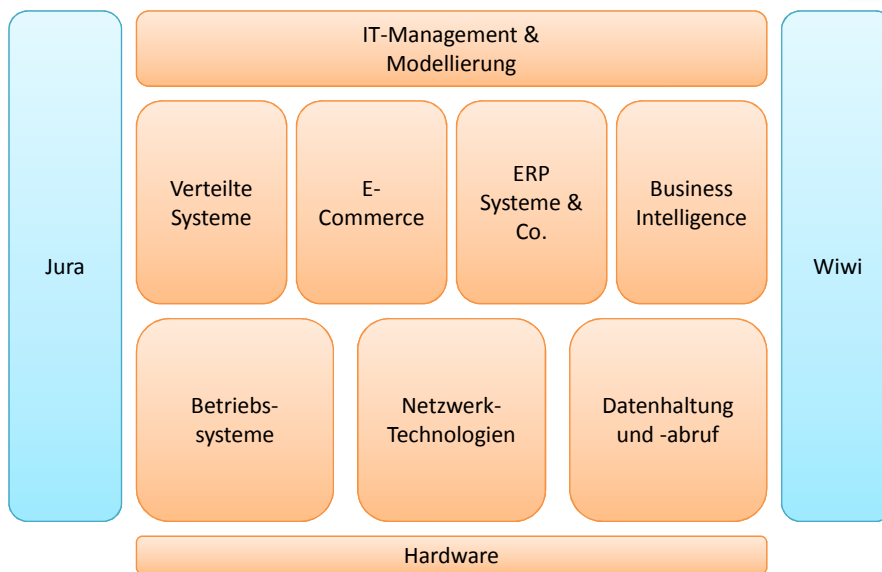 IT-Management &
Modellierung
Verteilte
Systeme
E-
Commerce
ERP
Systeme &
Co.
Business
Intelligence
Jura
Wiwi
Betriebs-
systeme
Netzwerk-
Technologien
Datenhaltung
und -abruf
Hardware